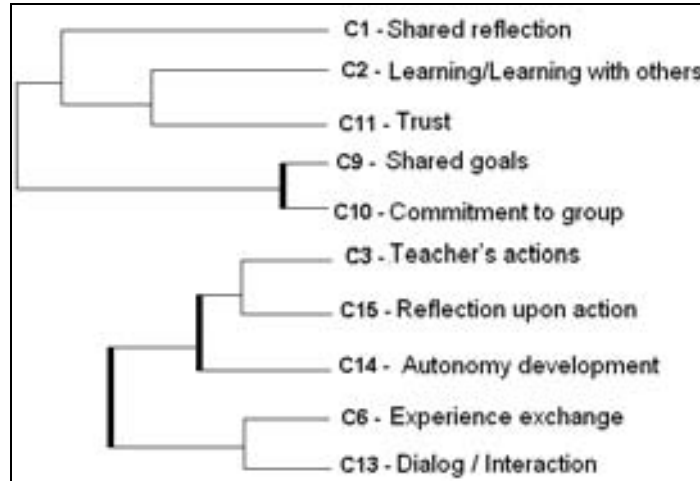 C1 - Shared reflection
C2 - Learning/Learning with others
C11 - Trust
C9 - Shared goals
C10 - Commitment to group
C3 - Teacher's actions
C15 - Reflection upon action
C14 - Autonomy development
C6 - Experience exchange
C13 - Dialog / Interaction